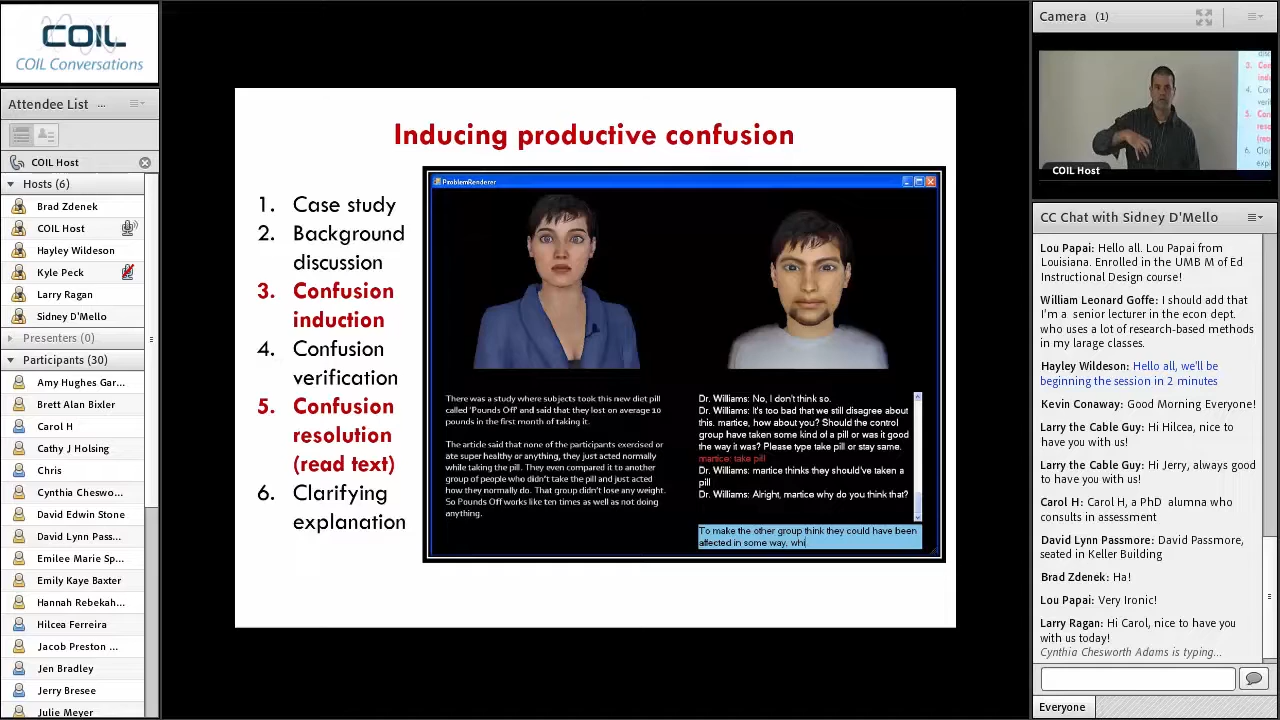 COIL
COIL Conversations
Attendee List ...
COIL Host
Hosts (6)
Brad Zdenek
COIL Host
Hayley Wildeson
Kyle Peck
Larry Ragan
Sidney D'Mello
Presenters (0)
Participants (30)
Amy Hughes Gar...
Brett Alan Bixler
Carol H
Cathy J Holsing
Chris
Cynthia Cheswo...
David Edwin Stone
David Lynn Pass...
Emilee Marie Sp...
Emily Kaye Baxter
Hannah Rebekah...
Hilcea Ferreira
Jacob Preston ...
Jen Bradley
Jerry Bresee
Julie Meyer
Inducing productive confusion
1. Case study
2. Background
discussion
3. Confusion
induction
4. Confusion
verification
5. Confusion
resolution
(read text)
6. Clarifying
explanation
ProblemRenderer
There was a study where subjects took this new diet pill
called 'Pounds Off' and said that they lost on average 10
pounds in the first month of taking it.
The article said that none of the participants exercised or
ate super healthy or anything, they just acted normally
while taking the pill. They even compared it to another
group of people who didn't take the pill and just acted
how they normally do. That group didn't lose any weight.
So Pounds Off works like ten times as well as not doing
anything.
Dr. Williams: No, I don't think so.
Dr. Williams: It's too bad that we still disagree about
this. martice, how about you? Should the control
group have taken some kind of a pill or was it good
the way it was? Please type take pill or stay same.
martice: take pill
Dr. Williams: martice thinks they should've taken a
pill
Dr. Williams: Alright, martice why do you think that?
To make the other group think they could have been
affected in some way, whi
Camera (1)
COIL Host
CC Chat with Sidney D'Mello
Lou Papai: Hello all. Lou Papai from
Louisiana. Enrolled in the UMB M of Ed
Instructional Design course!
William Leonard Goffe: I should add that
I'm a senior lecturer in the econ dept.
who uses a lot of research-based methods
in my larage classes.
Hayley Wildeson: Hello all, we'll be
beginning the session in 2 minutes
Kevin Conaway: Good Morning Everyone!
Larry the Cable Guy: Hi Hilcea, nice to
have you with us!
Larry the Cable Guy: Hi Jerry, always good
to have you with us!
Carol H: Carol H, a PhD alumna who
consults in assessment
David Lynn Passmore: David Passmore,
seated in Keller Building
Brad Zdenek: Ha!
Lou Papai: Very Ironic!
Larry Ragan: Hi Carol, nice to have you
with us today!
Cynthia Chesworth Adams is typing...
Everyone